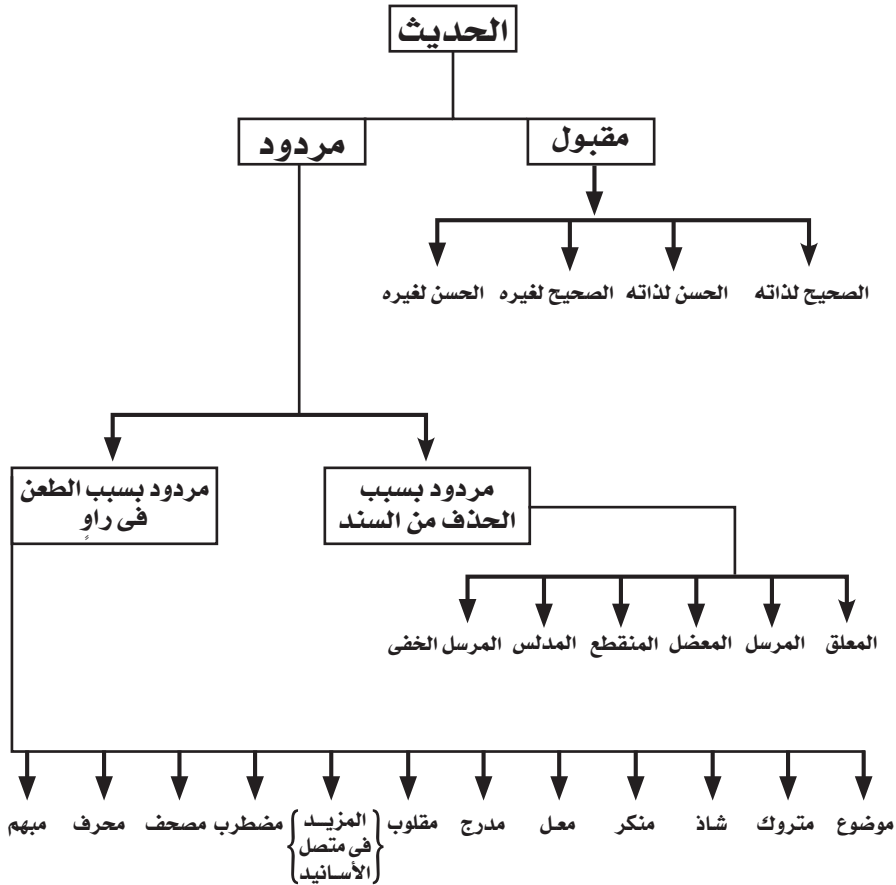 الحديث
مقبول
مردود
الصحيح لذاته
الحسن لذاته
الصحيح لغيره
الحسن لغيره
مردود بسبب
الحذف من السند
مردود بسبب الطعن
فى راوٍ
المعلق
المرسل
المعضل
المنقطع
المدلس
المرسل الخفى
موضوع
متروك
شاذ
منكر
معل
مدرج
مقلوب
المزيد
فى متصل
الأسانيد
مضطرب
مصحف
محرف
مبهم